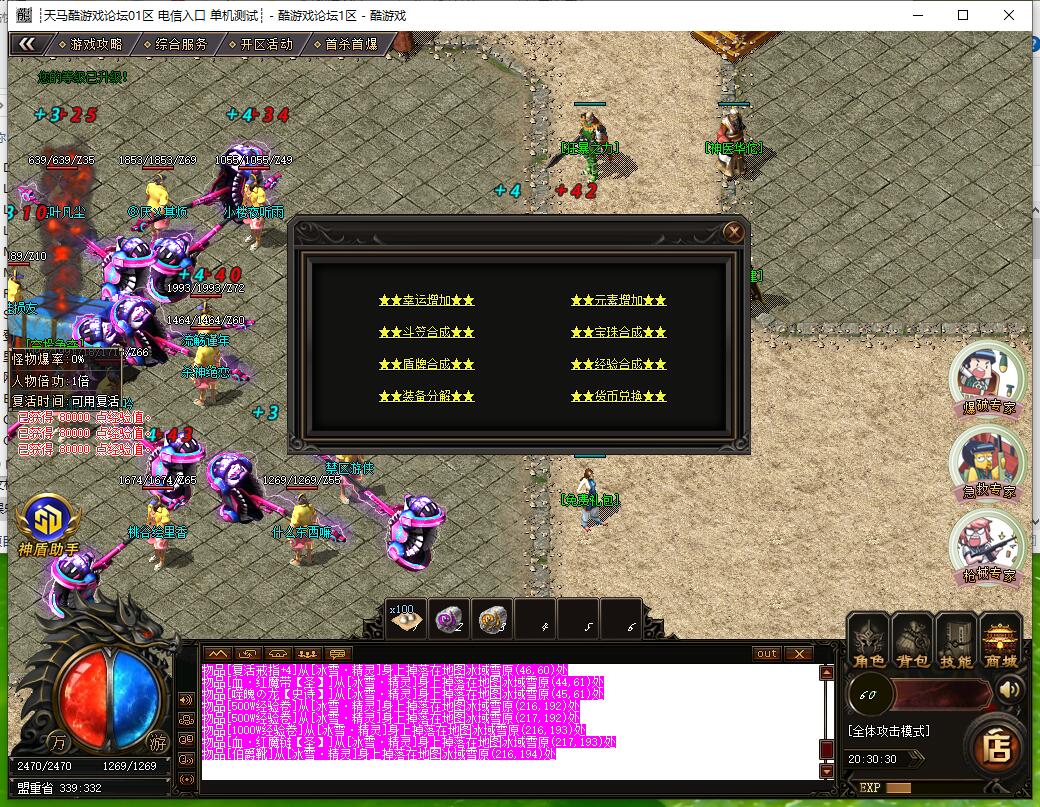 天马酷游戏论坛01区 电信入口 单机测试┆ - 酷游戏论坛1区 - 酷游戏
游戏攻略
综合服务
开区活动
首杀首爆
您的等级已升级!
+3
-25
+4
-34
639/639/Z35
1853/1853/Z69
1055/1055/Z49
[狂暴之力]
[神医华佗]
+4
-42
小楼夜听雨
89/Z10
+4
-40
1993/1993/Z72
1464/1464/Z60
流畅谨年
余神绝恋
怪物爆率:0%
人物倍功:1倍
复活时间:可用复活
+3
已获得 80000 点经验值。
已获得 80000 点经验值。
已获得 80000 点经验值。
-43
★★幸运增加★★
★★元素增加★★
★★斗笠合成★★
★★宝珠合成★★
★★盾牌合成★★
★★经验合成★★
★★装备分解★★
★★货币兑换★★
爆破专家
急救专家
枪械专家
禁区游侠
1674/1674/Z65
1269/1269/Z55
桃谷绘里香
什么东西嘛
[免费礼包]
神盾助手
x100
2
3
4
5
6
out
角色
背包
技能
商城
物品[复活戒指+4]从[冰雪·精灵]身上掉落在地图冰域雪原(46,60)处
物品[血·红魔带【圣】]从[冰雪·精灵]身上掉落在地图冰域雪原(44,61)处
物品[噬魄の龙【史诗】]从[冰雪·精灵]身上掉落在地图冰域雪原(45,61)处
物品[500W经验卷]从[冰雪·精灵]身上掉落在地图冰域雪原(216,192)处
物品[500W经验卷]从[冰雪·精灵]身上掉落在地图冰域雪原(217,192)处
物品[1000W经验卷]从[冰雪·精灵]身上掉落在地图冰域雪原(216,193)处
物品[血·红魔链【圣】]从[冰雪·精灵]身上掉落在地图冰域雪原(217,193)处
物品[伯爵靴]从[冰雪·精灵]身上掉落在地图冰域雪原(216,194)处
60
[全体攻击模式]
店
20:30:30
EXP
万
游
2470/2470
1269/1269
盟重省 339:332